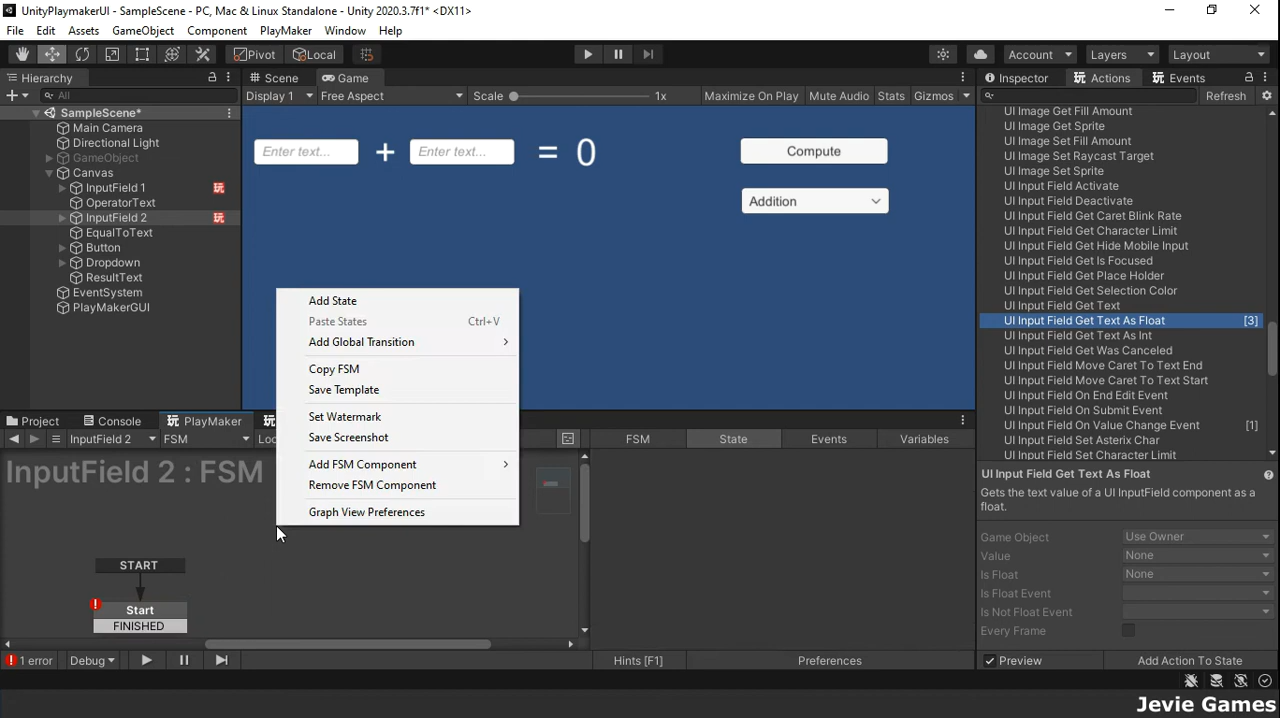 UnityPlaymakerUI - SampleScene - PC, Mac & Linux Standalone - Unity 2020.3.7f1* <DX11>
File Edit Assets GameObject Component PlayMaker Window Help
Pivot Local Account Layers Layout
Hierarchy Scene Game Inspector Actions Events
All Display 1 Free Aspect Scale 1x Maximize On Play Mute Audio Stats Gizmos Refresh
SampleScene*
Main Camera
Directional Light
GameObject
Canvas
InputField 1
OperatorText
InputField 2
EqualToText
Button
Dropdown
ResultText
EventSystem
PlayMakerGUI
Enter text... + Enter text... = 0 Compute
Addition
UI Image Get Fill Amount
UI Image Get Sprite
UI Image Set Fill Amount
UI Image Set Raycast Target
UI Image Set Sprite
UI Input Field Activate
UI Input Field Deactivate
UI Input Field Get Caret Blink Rate
UI Input Field Get Character Limit
UI Input Field Get Hide Mobile Input
UI Input Field Get Is Focused
UI Input Field Get Place Holder
UI Input Field Get Selection Color
UI Input Field Get Text
UI Input Field Get Text As Float [3]
UI Input Field Get Text As Int
UI Input Field Get Was Canceled
UI Input Field Move Caret To Text End
UI Input Field Move Caret To Text Start
UI Input Field On End Edit Event
UI Input Field On Submit Event
UI Input Field On Value Change Event [1]
UI Input Field Set Asterix Char
UI Input Field Set Character Limit
Add State
Paste States Ctrl+V
Add Global Transition
Copy FSM
Save Template
Set Watermark
Save Screenshot
Add FSM Component
Remove FSM Component
Graph View Preferences
Project Console PlayMaker
InputField 2 FSM Loc FSM State Events Variables
InputField 2 : FSM
START
Start
FINISHED
UI Input Field Get Text As Float
Gets the text value of a UI InputField component as a
float.
Game Object Use Owner
Value None
Is Float None
Is Float Event
Is Not Float Event
Every Frame
1 error Debug Hints [F1] Preferences Preview Add Action To State
Jevie Games